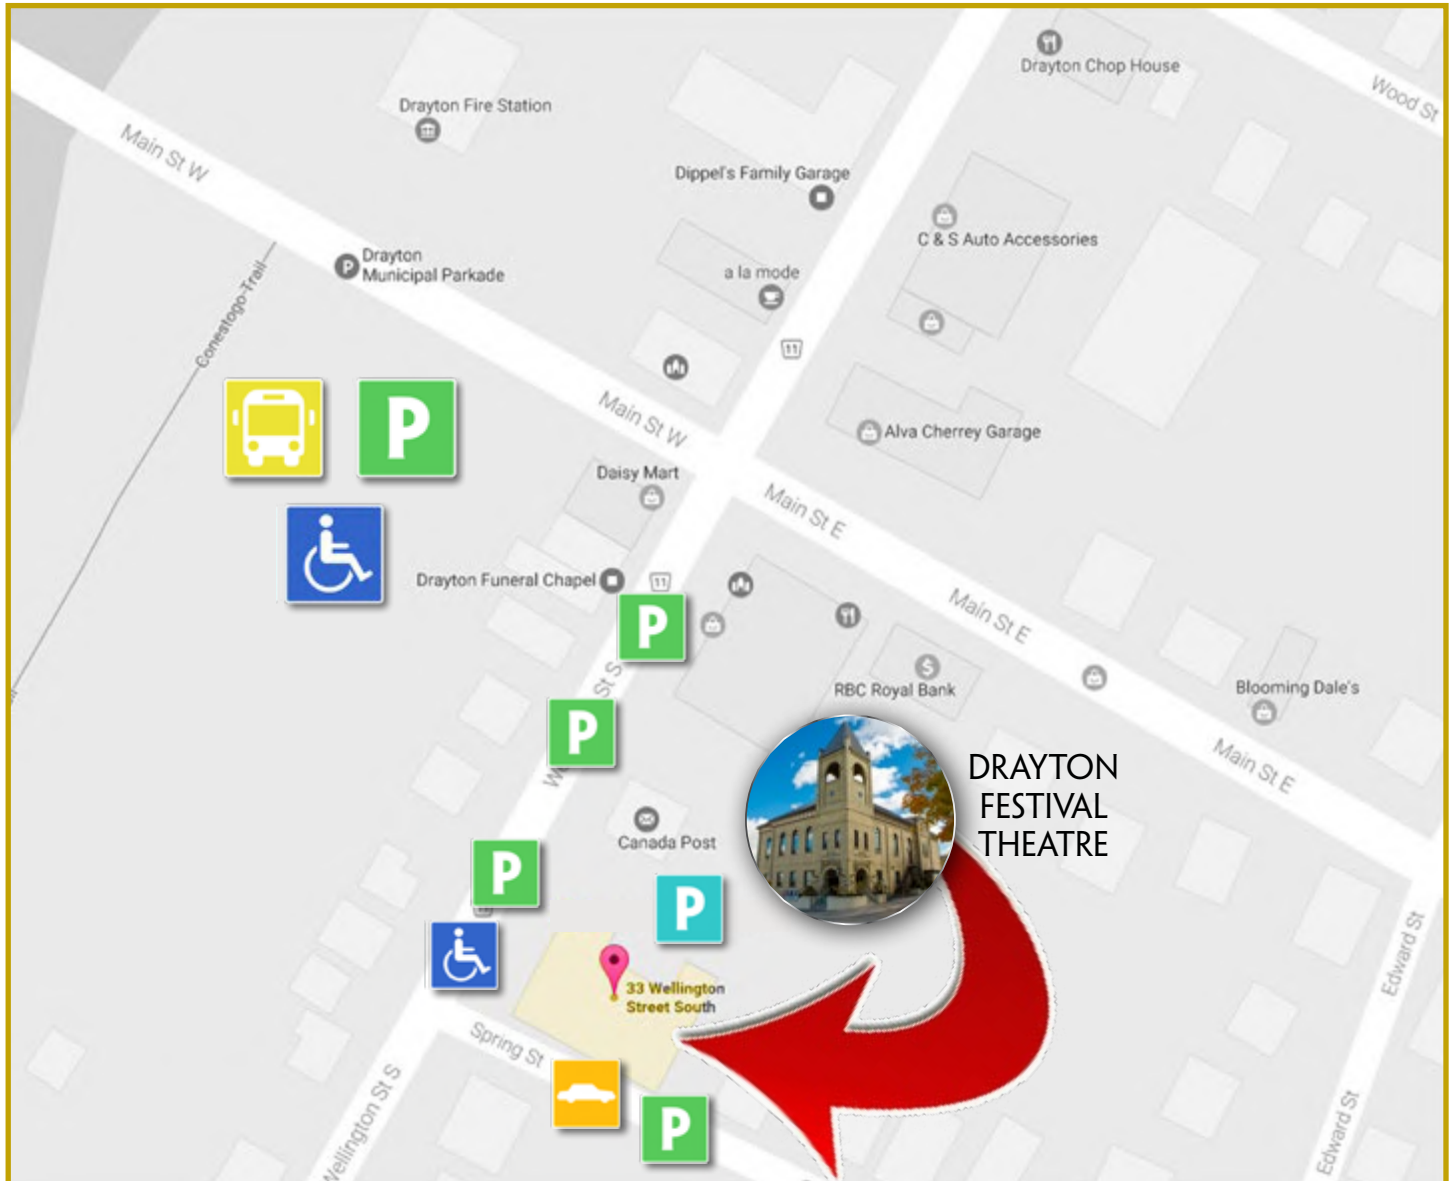 Drayton Chop House
Wood St
Drayton Fire Station
Main St W
Dippel's Family Garage
C & S Auto Accessories
Drayton
Municipal Parkade
P
a la mode
Conestogo Trail
11
P
Main St W
Alva Cherrey Garage
Daisy Mart
Main St E
Drayton Funeral Chapel
11
Main St E
P
St S
$
RBC Royal Bank
Blooming Dale's
P
Main St E
DRAYTON
FESTIVAL
THEATRE
Canada Post
P
P
33 Wellington
Street South
Edward St
Spring St
Wellington St S
P
Edward St